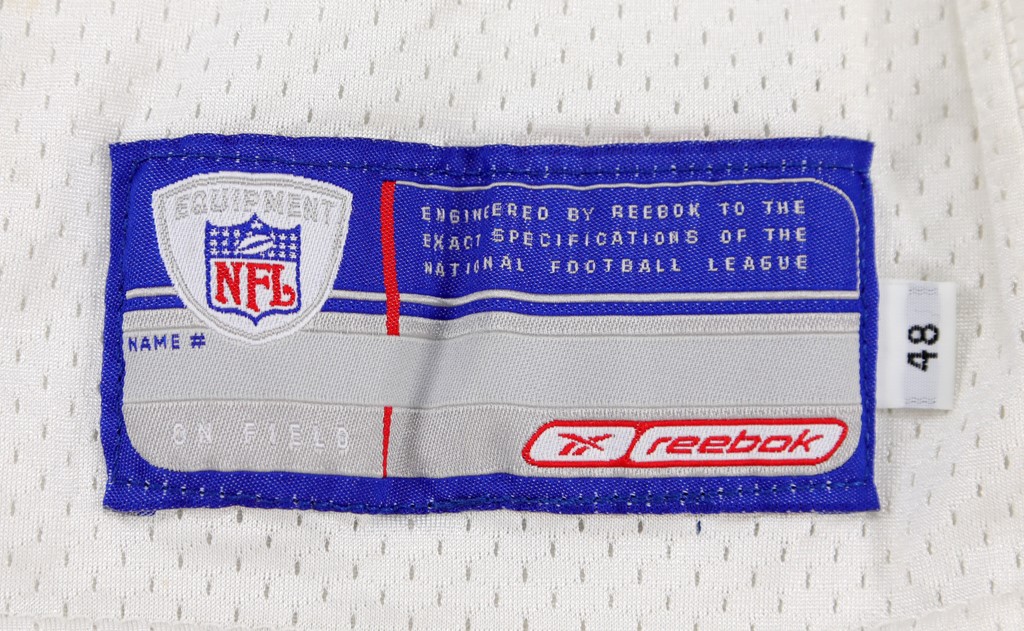 EQUIPMENT
NFL
ENGINEERED BY REEBOK TO THE
EXACT SPECIFICATIONS OF THE
NATIONAL FOOTBALL LEAGUE
NAME #
ON FIELD
reebok
48